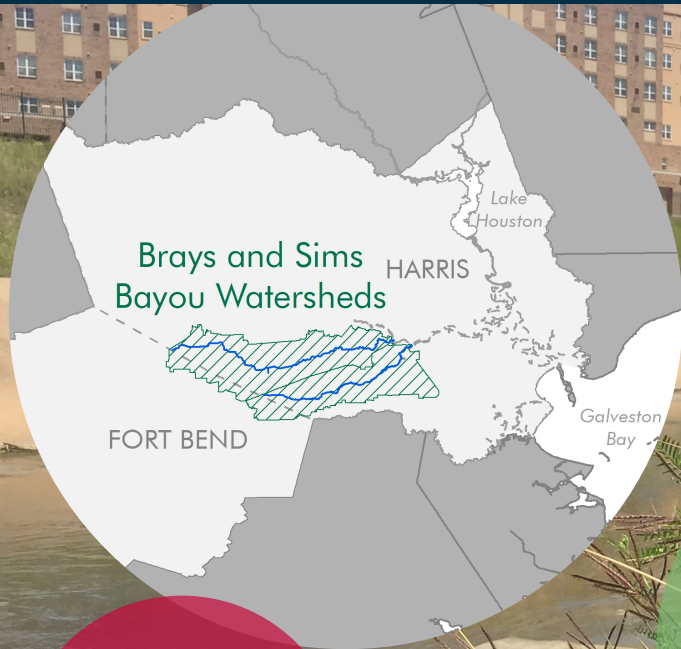 Lake
Houston
Brays and Sims
Bayou Watersheds
HARRIS
FORT BEND
Galveston
Bay